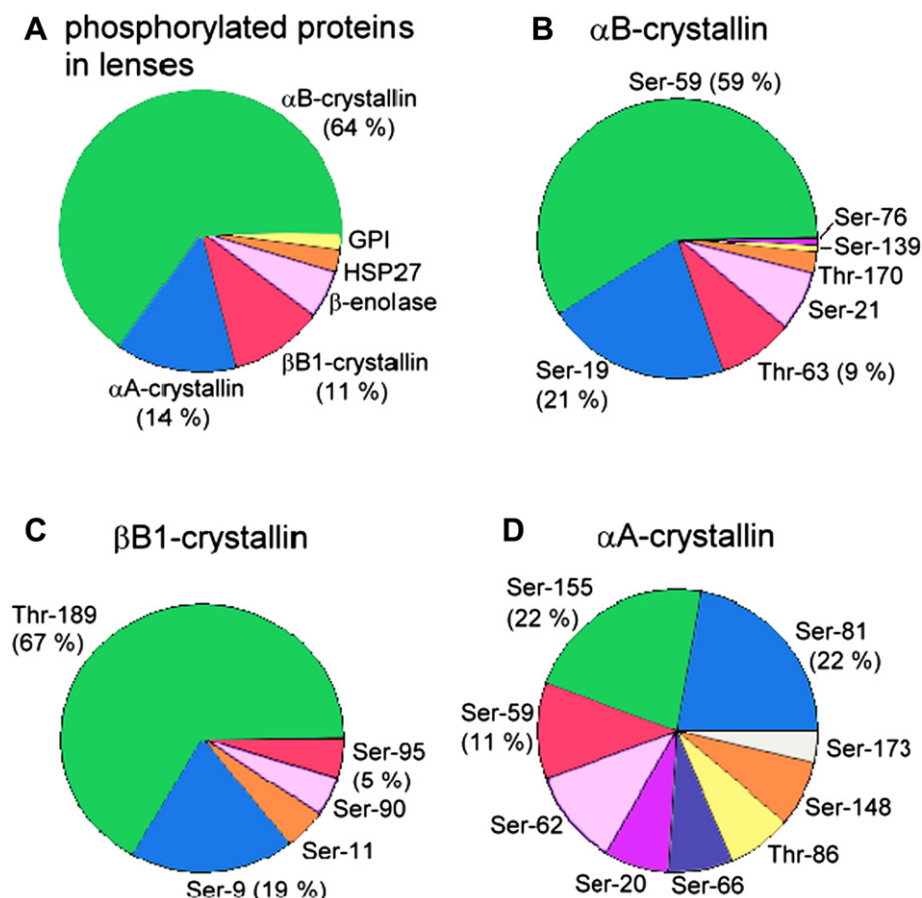 A phosphorylated proteins
in lenses
αB-crystallin
(64 %)
GPI
HSP27
β-enolase
βB1-crystallin
(11 %)
αA-crystallin
(14 %)
B αB-crystallin
Ser-59 (59 %)
Ser-76
Ser-139
Thr-170
Ser-21
Thr-63 (9 %)
Ser-19
(21 %)
C βB1-crystallin
Thr-189
(67 %)
Ser-95
(5 %)
Ser-90
Ser-11
Ser-9 (19 %)
D αA-crystallin
Ser-155
(22 %)
Ser-81
(22 %)
Ser-59
(11 %)
Ser-173
Ser-148
Ser-62
Thr-86
Ser-20
Ser-66